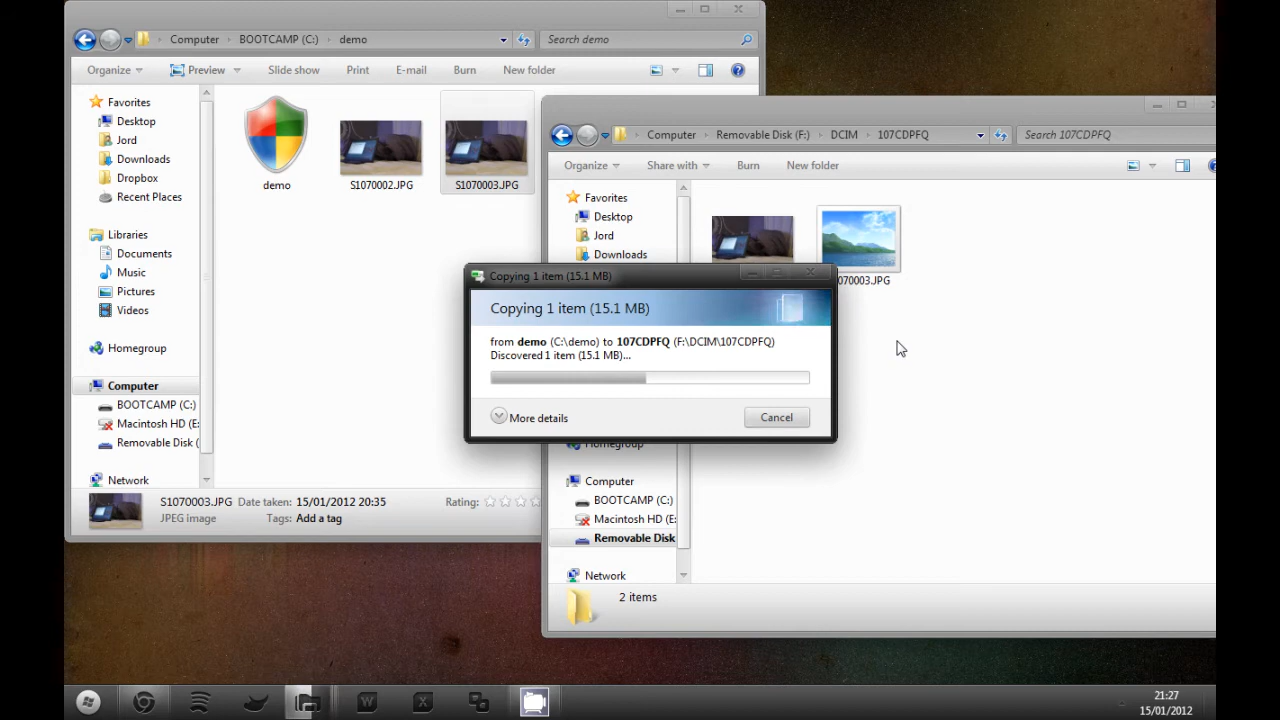 Computer BOOTCAMP (C:) demo
Search demo
Organize Preview Slide show Print E-mail Burn New folder
Favorites
Desktop
Jord
Downloads
Dropbox
Recent Places
Libraries
Documents
Music
Pictures
Videos
Homegroup
Computer
BOOTCAMP (C:)
Macintosh HD (E:
Removable Disk (
Network
demo
S1070002.JPG
S1070003.JPG
S1070003.JPG Date taken: 15/01/2012 20:35 Rating:
JPEG image Tags: Add a tag
Computer Removable Disk (F:) DCIM 107CDPFQ
Search 107CDPFQ
Organize Share with Burn New folder
Favorites
Desktop
Jord
Downloads
070003.JPG
Copying 1 item (15.1 MB)
Copying 1 item (15.1 MB)
from demo (C:\demo) to 107CDPFQ (F:\DCIM\107CDPFQ)
Discovered 1 item (15.1 MB)...
More details
Cancel
Homegroup
Computer
BOOTCAMP (C:)
Macintosh HD (E:
Removable Disk
Network
2 items
21:27
15/01/2012